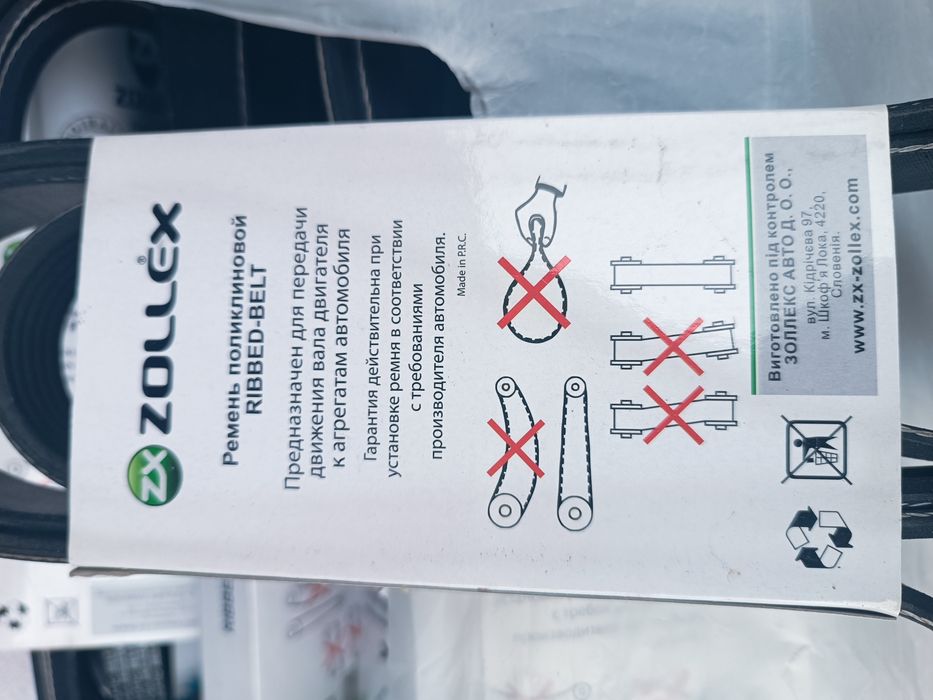 ZX ZOLLEX
Ремень поликлиновой
RIBBED-BELT
Предназначен для передачи
движения вала двигателя
к агрегатам автомобиля
Гарантия действительна при
установке ремня в соответствии
с требованиями
производителя автомобиля.
Made in P.R.C.
Виготовлено під контролем
ЗОЛЛЕКС АВТО Д. О. О.,
вул. Кідрічєва 97,
м. Шкоф'я Лока, 4220,
Словенія.
www.zx-zollex.com